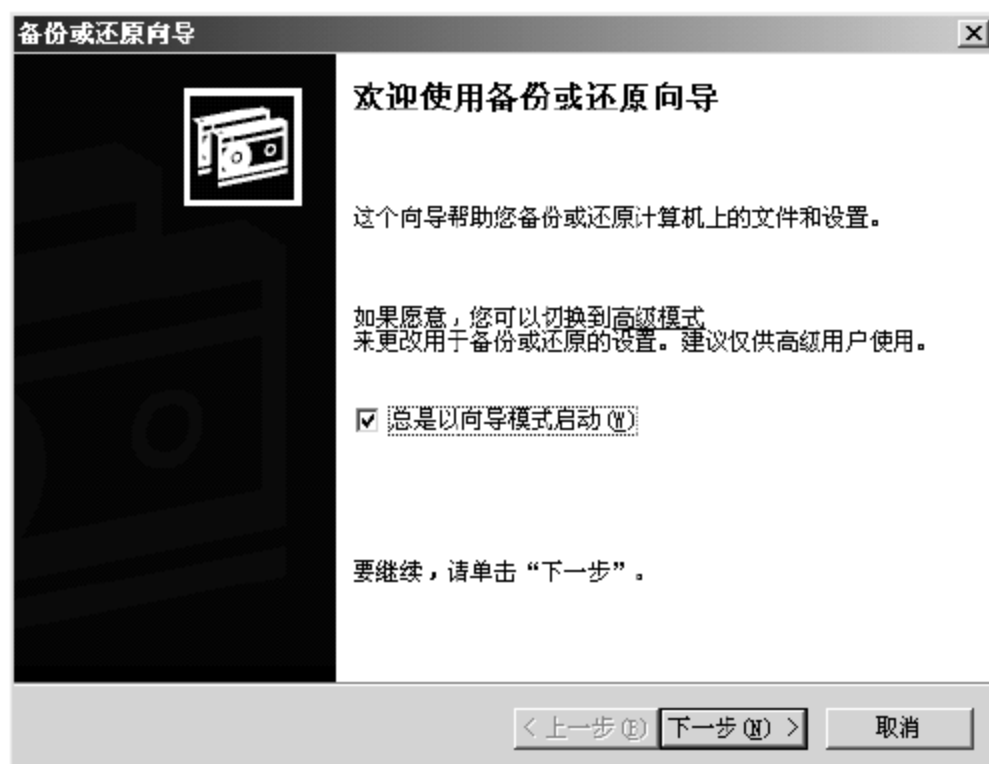 备份或还原向导
欢迎使用备份或还原向导
这个向导帮助您备份或还原计算机上的文件和设置。
如果愿意，您可以切换到高级模式
来更改用于备份或还原的设置。建议仅供高级用户使用。
总是以向导模式启动(W)
要继续，请单击“下一步”。
< 上一步(B) 下一步(N) > 取消